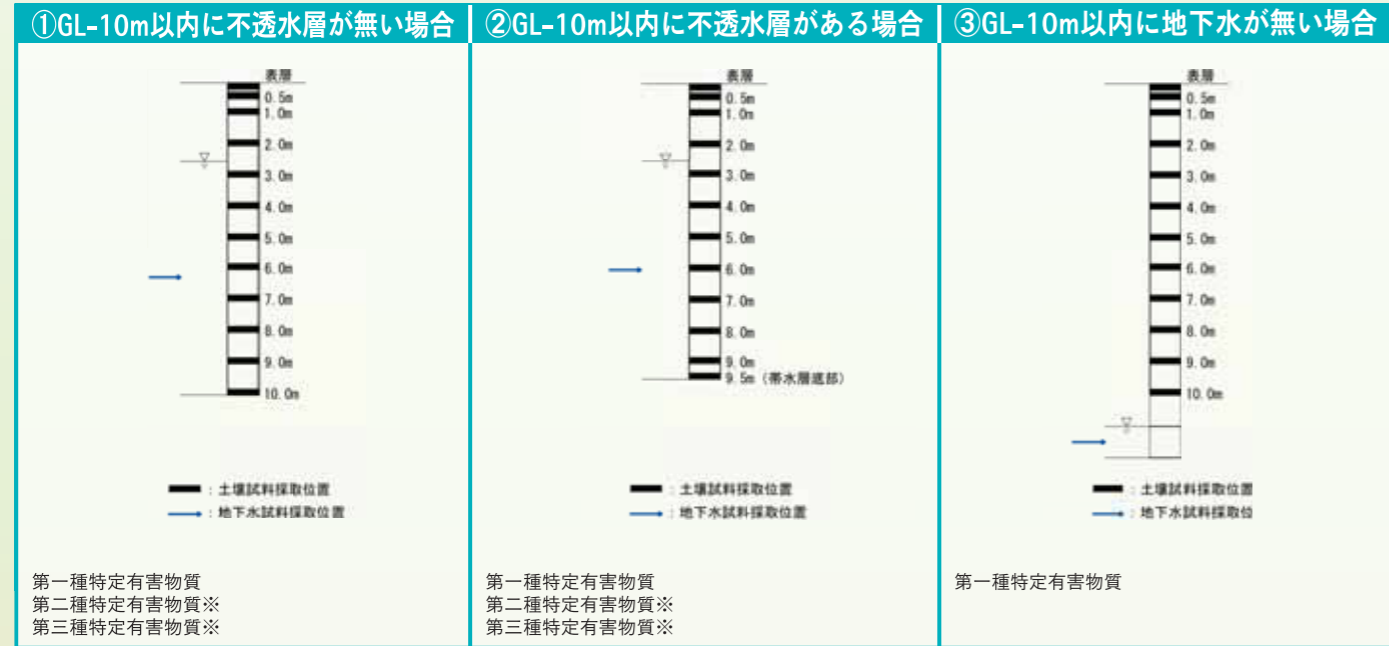 ①GL-10m以内に不透水層が無い場合
表層
0.5m
1.0m
2.0m
3.0m
4.0m
5.0m
6.0m
7.0m
8.0m
9.0m
10.0m
：土壌試料採取位置
：地下水試料採取位置
第一種特定有害物質
第二種特定有害物質※
第三種特定有害物質※
②GL-10m以内に不透水層がある場合
表層
0.5m
1.0m
2.0m
3.0m
4.0m
5.0m
6.0m
7.0m
8.0m
9.0m
9.5m（帯水層底部）
：土壌試料採取位置
：地下水試料採取位置
第一種特定有害物質
第二種特定有害物質※
第三種特定有害物質※
③GL-10m以内に地下水が無い場合
表層
0.5m
1.0m
2.0m
3.0m
4.0m
5.0m
6.0m
7.0m
8.0m
9.0m
10.0m
：土壌試料採取位置
：地下水試料採取位
第一種特定有害物質